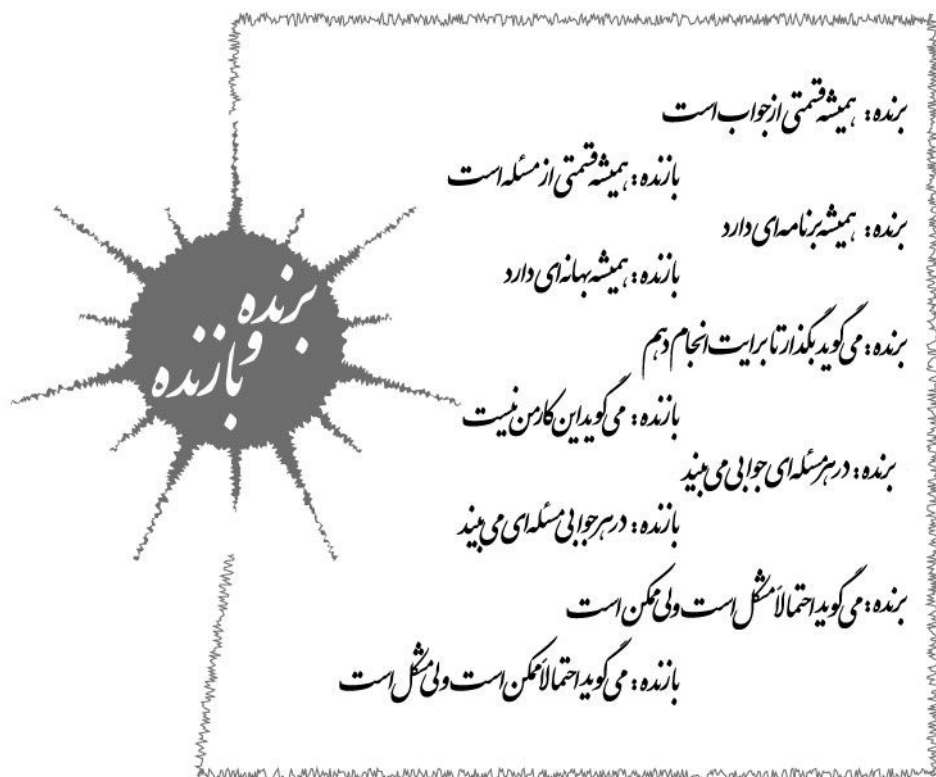 برنده
و
بازنده
برنده: همیشه قسمتی از جواب است
بازنده: همیشه قسمتی از مسئله است
برنده: همیشه برنامه‌ای دارد
بازنده: همیشه بهانه‌ای دارد
برنده: می‌گوید بگذار تا برایت انجام دهم
بازنده: می‌گوید این کار من نیست
برنده: در هر مسئله‌ای جوابی می‌بیند
بازنده: در هر جوابی مسئله‌ای می‌بیند
برنده: می‌گوید احتمالاً مشکل است ولی ممکن است
بازنده: می‌گوید احتمالاً ممکن است ولی مشکل است